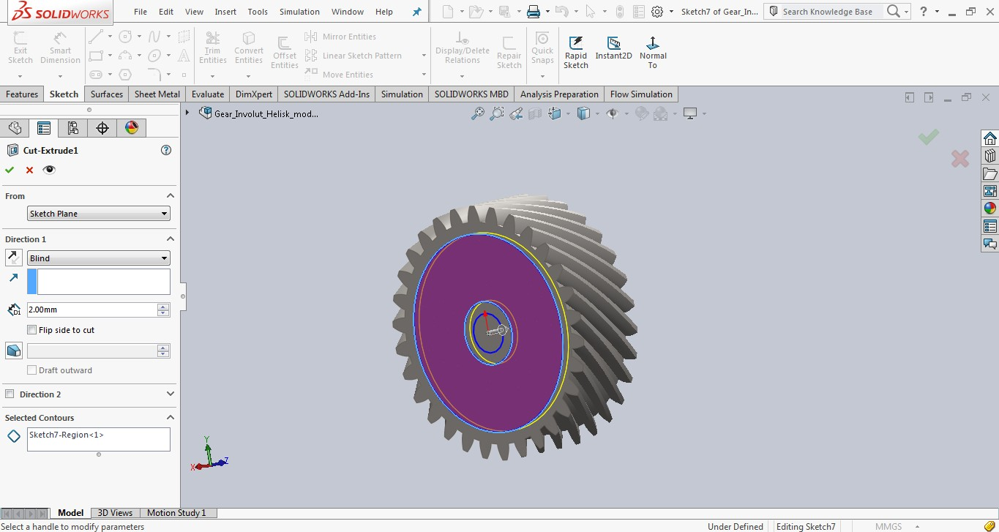 SOLIDWORKS
File Edit View Insert Tools Simulation Window Help
Sketch7 of Gear_In...
Search Knowledge Base
?
Exit Sketch
Smart Dimension
Trim Entities
Convert Entities
Offset Entities
Mirror Entities
Linear Sketch Pattern
Move Entities
Display/Delete Relations
Repair Sketch
Quick Snaps
Rapid Sketch
Instant2D
Normal To
Features Sketch Surfaces Sheet Metal Evaluate DimXpert SOLIDWORKS Add-Ins Simulation SOLIDWORKS MBD Analysis Preparation Flow Simulation
Gear_Involut_Helisk_mod...
Cut-Extrude1
?
From
Sketch Plane
Direction 1
Blind
D1
2.00mm
Flip side to cut
Draft outward
Direction 2
Selected Contours
Sketch7-Region<1>
Y
X
Z
Model 3D Views Motion Study 1
Select a handle to modify parameters
Under Defined Editing Sketch7 MMGS